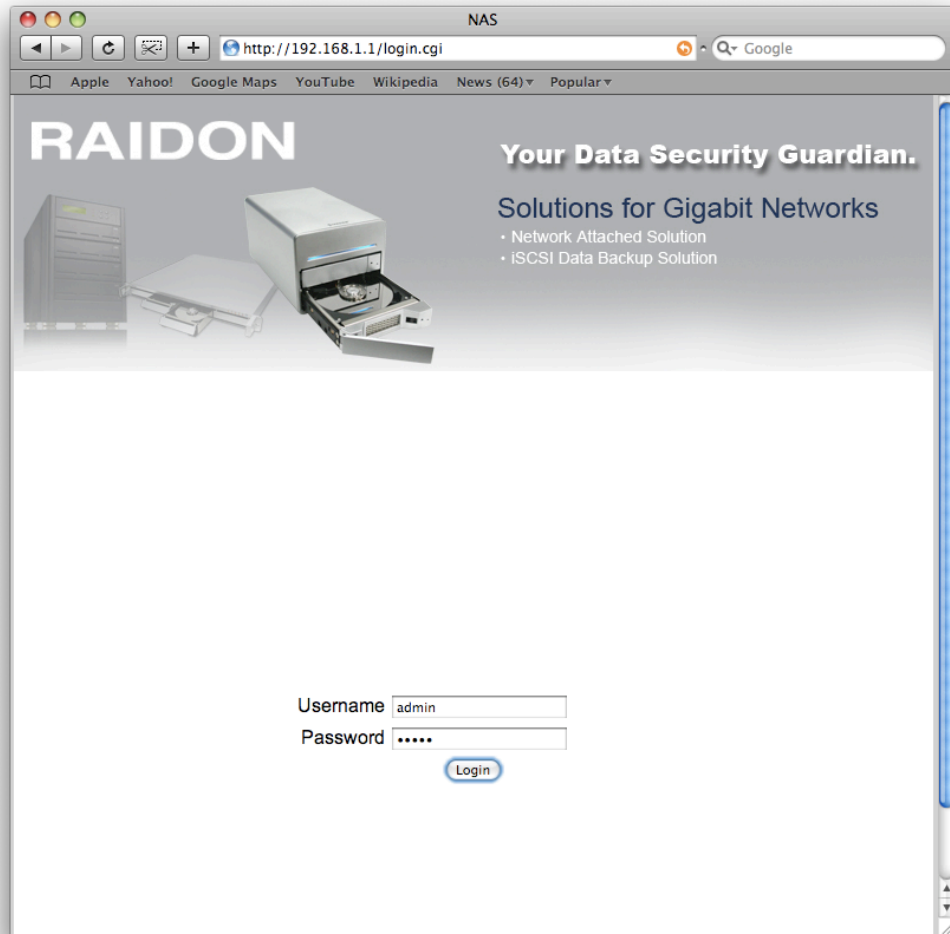 NAS
http://192.168.1.1/login.cgi
Google
Apple Yahoo! Google Maps YouTube Wikipedia News (64) Popular
RAIDON
Your Data Security Guardian.
Solutions for Gigabit Networks
· Network Attached Solution
· iSCSI Data Backup Solution
Username admin
Password •••••
Login